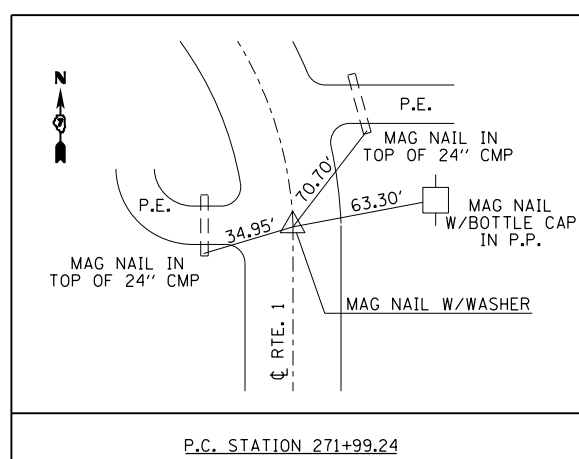 N
P.E.
MAG NAIL IN
TOP OF 24" CMP
70.70'
63.30'
MAG NAIL
W/BOTTLE CAP
IN P.P.
P.E.
34.95'
MAG NAIL IN
TOP OF 24" CMP
MAG NAIL W/WASHER
℄ RTE. 1
P.C. STATION 271+99.24